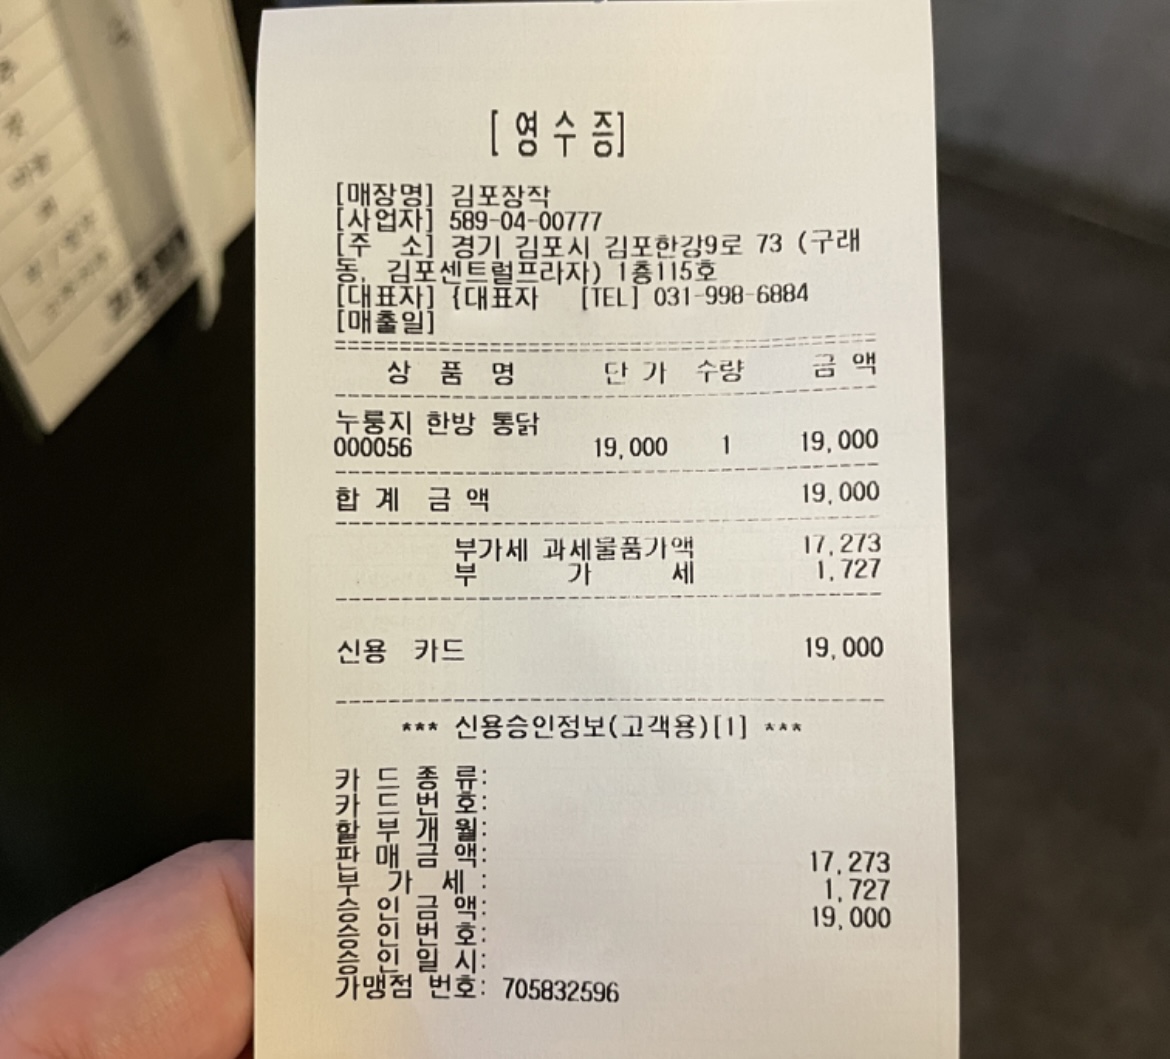 [ 영 수 증]
[매장명] 김포장작
[사업자] 589-04-00777
[주 소] 경기 김포시 김포한강9로 73 (구래
동, 김포센트럴프라자) 1층115호
[대표자] {대표자 [TEL] 031-998-6884
[매출일]
상 품 명 단 가 수량 금 액
누룽지 한방 통닭
000056 19,000 1 19,000
합 계 금 액 19,000
부가세 과세물품가액 17,273
부 가 세 1,727
신용 카드 19,000
*** 신용승인정보(고객용)[1] ***
카 드 종 류:
카 드 번 호:
할 부 개 월:
판 매 금 액: 17,273
부 가 세 : 1,727
승 인 금 액: 19,000
승 인 번 호:
승 인 일 시:
가맹점 번호: 705832596